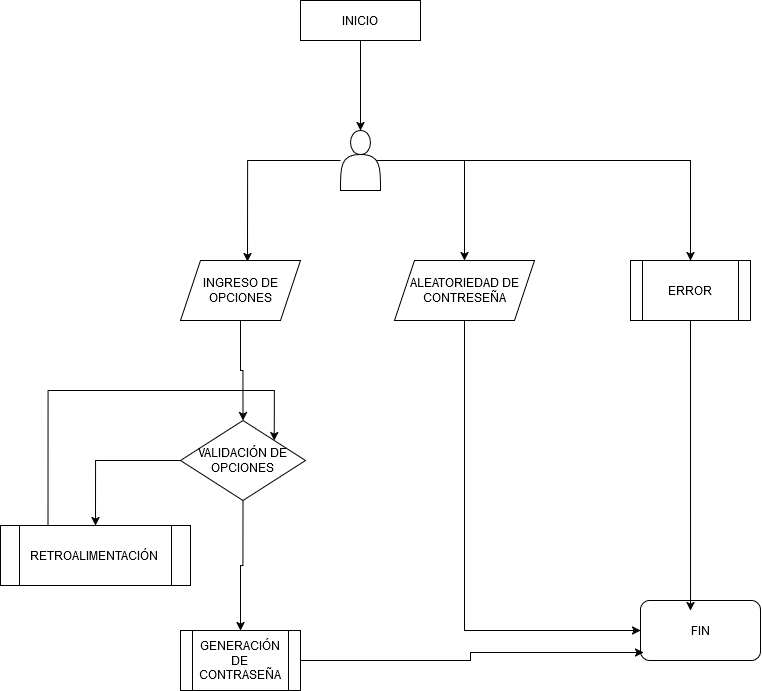 INICIO
INGRESO DE
OPCIONES
ALEATORIEDAD DE
CONTRESEÑA
ERROR
VALIDACIÓN DE
OPCIONES
RETROALIMENTACIÓN
GENERACIÓN
DE
CONTRASEÑA
FIN